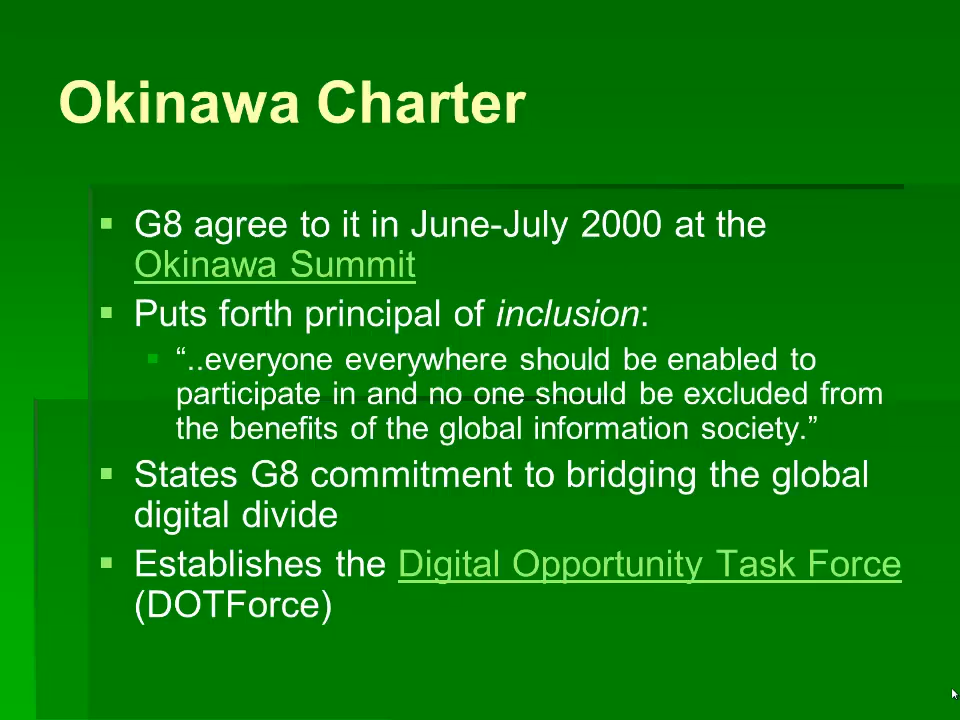 Okinawa Charter
G8 agree to it in June-July 2000 at the
Okinawa Summit
Puts forth principal of inclusion:
“..everyone everywhere should be enabled to
participate in and no one should be excluded from
the benefits of the global information society.”
States G8 commitment to bridging the global
digital divide
Establishes the Digital Opportunity Task Force
(DOTForce)